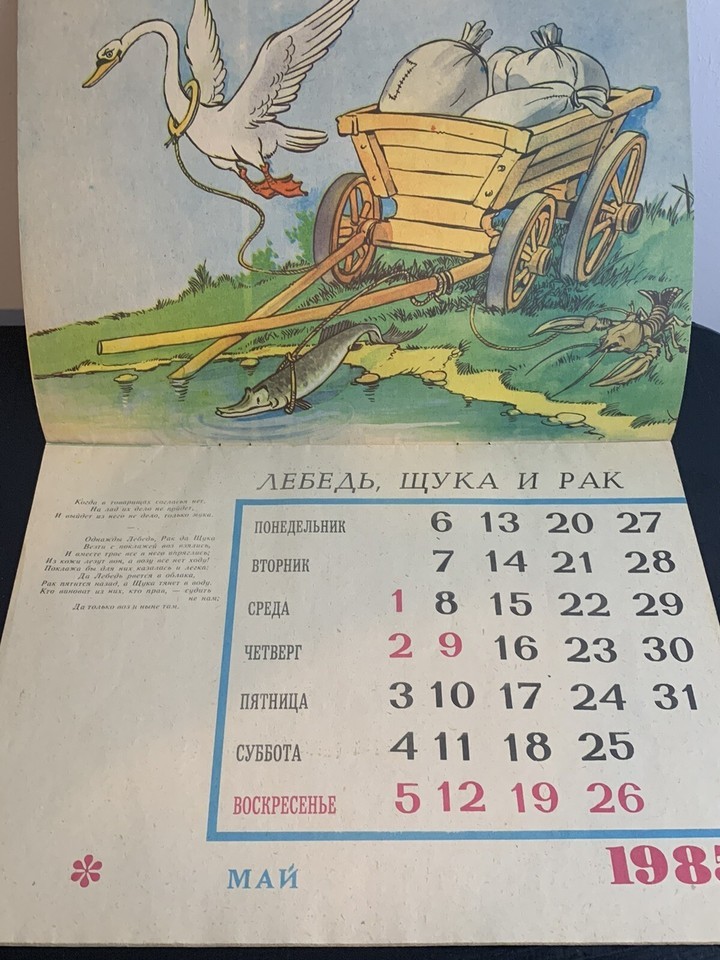 ЛЕБЕДЬ, ЩУКА И РАК
Когда в товарищах согласья нет,
На лад их дело не пойдет,
И выйдет из него не дело, только мука.
Однажды Лебедь, Рак да Щука
Везти с поклажей воз взялись,
И вместе трое все в него впряглись;
Из кожи лезут вон, а возу все нет ходу!
Поклажа бы для них казалась и легка:
Да Лебедь рвется в облака,
Рак пятится назад, а Щука тянет в воду.
Кто виноват из них, кто прав, — судить
не нам;
Да только воз и ныне там.
ПОНЕДЕЛЬНИК 6 13 20 27
ВТОРНИК 7 14 21 28
СРЕДА 1 8 15 22 29
ЧЕТВЕРГ 2 9 16 23 30
ПЯТНИЦА 3 10 17 24 31
СУББОТА 4 11 18 25
ВОСКРЕСЕНЬЕ 5 12 19 26
МАЙ 1985